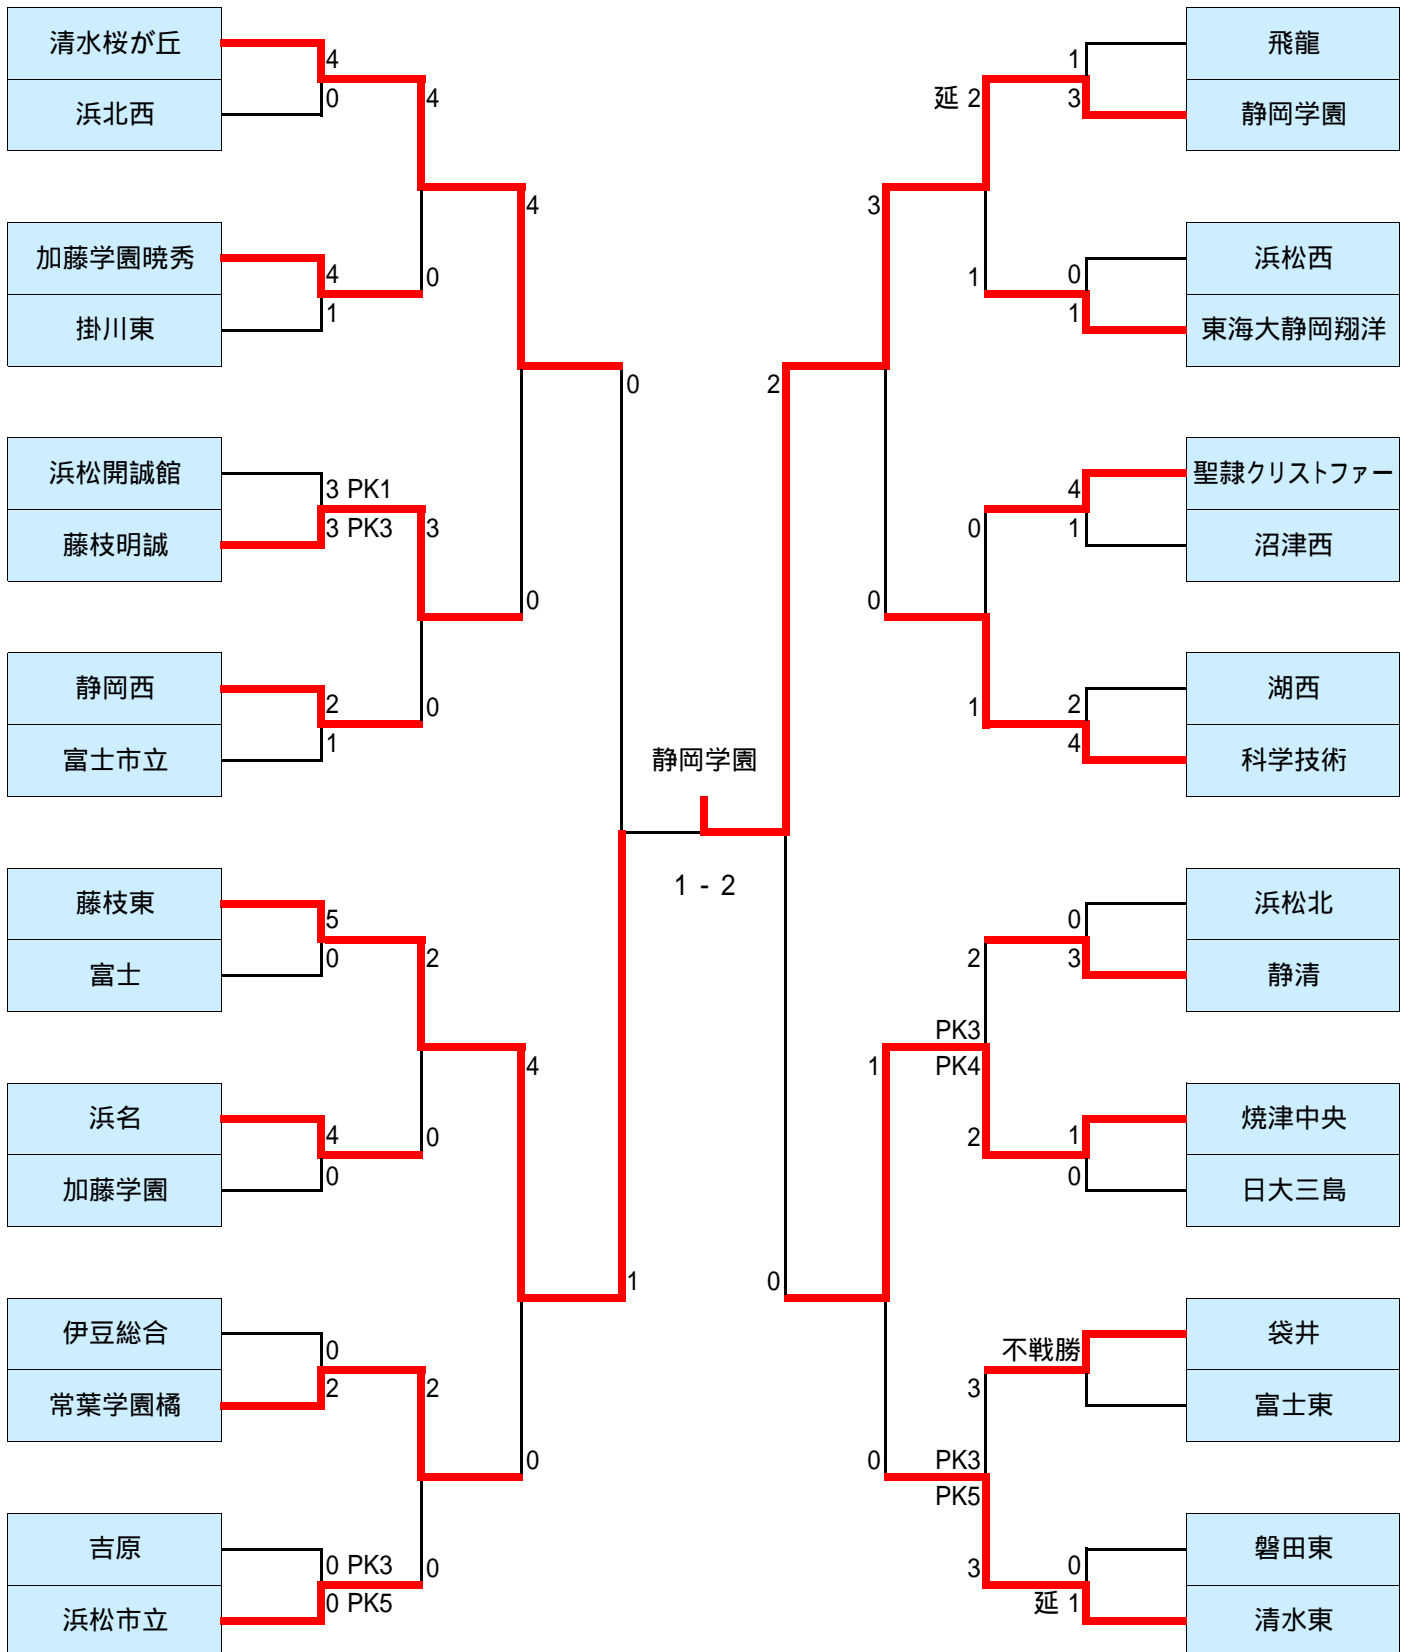 清水桜が丘
4
0
浜北西
4
加藤学園暁秀
4
1
掛川東
0
4
浜松開誠館
3 PK1
3 PK3
藤枝明誠
3
静岡西
2
1
富士市立
0
0
0
藤枝東
5
0
富士
2
浜名
4
0
加藤学園
0
4
伊豆総合
0
2
常葉学園橘
2
吉原
0 PK3
0 PK5
浜松市立
0
0
1
静岡学園
1 - 2
飛龍
1
3
静岡学園
延 2
浜松西
0
1
東海大静岡翔洋
1
3
聖隷クリストファー
4
1
沼津西
0
湖西
2
4
科学技術
1
0
2
浜松北
0
3
静清
2
PK3
PK4
焼津中央
1
0
日大三島
2
1
袋井
不戦勝
富士東
3
PK3
PK5
磐田東
0
延 1
清水東
3
0
0